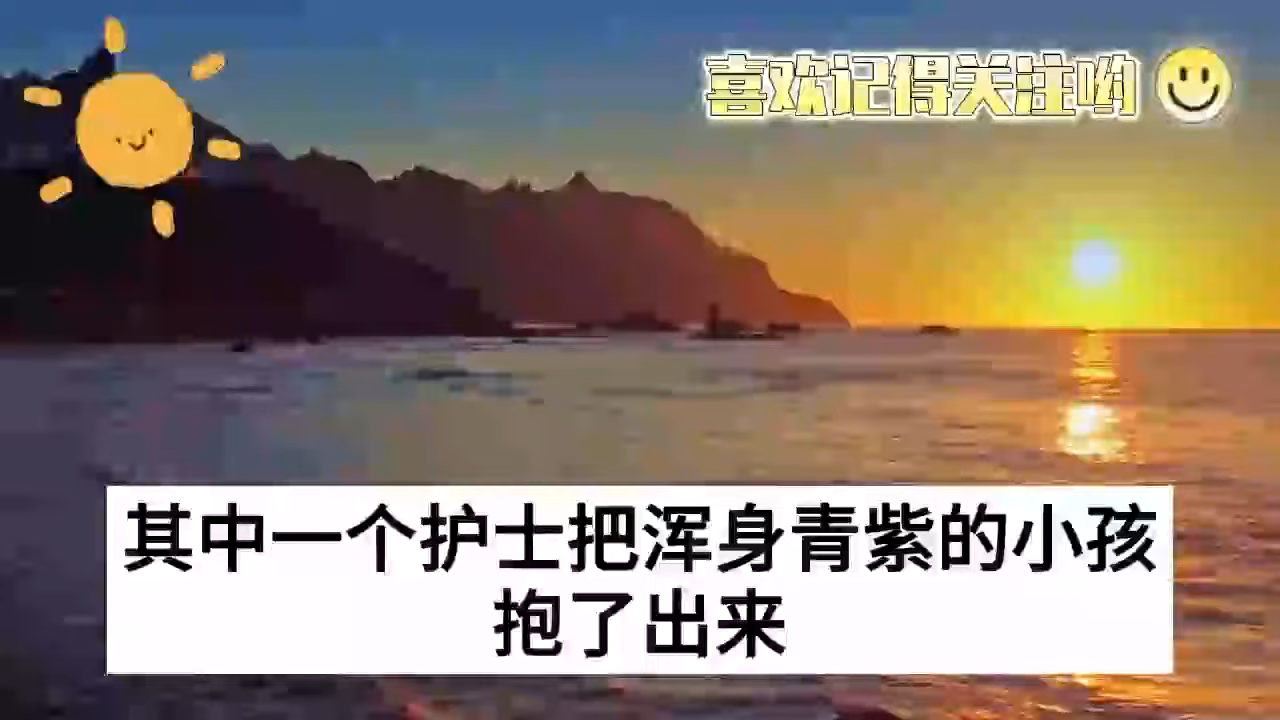 喜欢记得关注哟
其中一个护士把浑身青紫的小孩
抱了出来